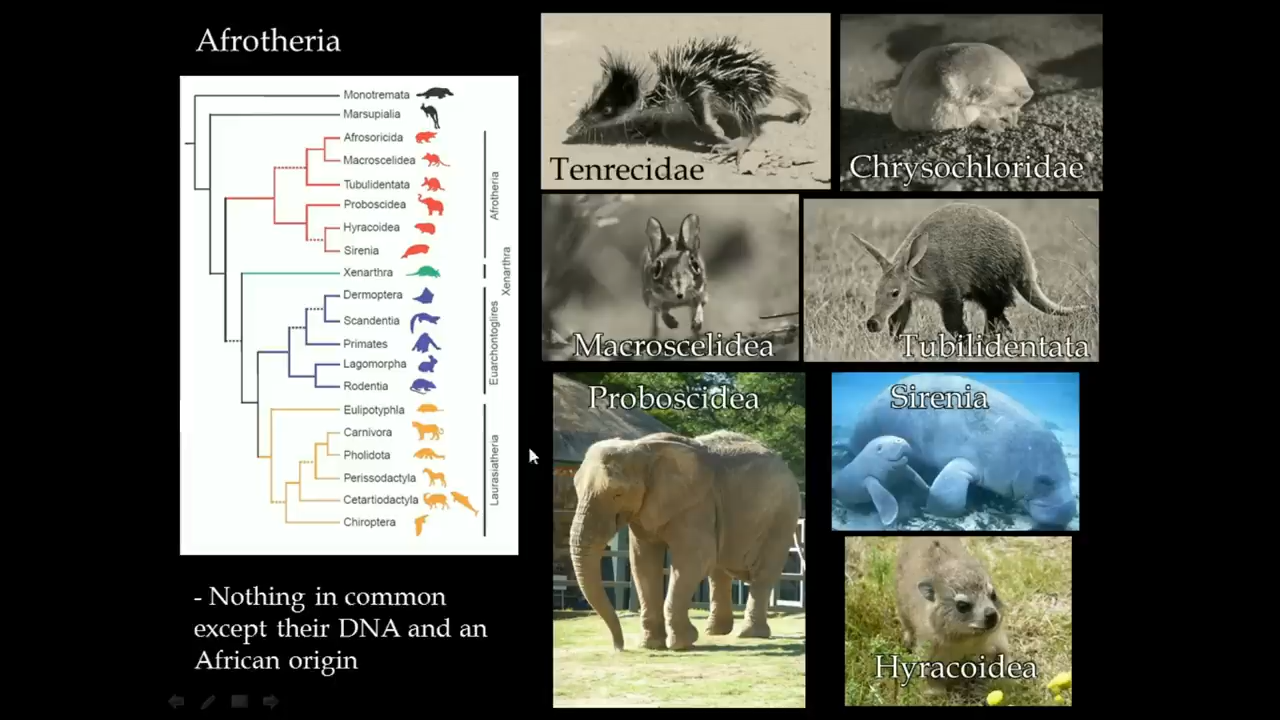 Afrotheria
Monotremata
Marsupialia
Afrosoricida
Macroscelidea
Tubulidentata
Proboscidea
Hyracoidea
Sirenia
Xenarthra
Dermoptera
Scandentia
Primates
Lagomorpha
Rodentia
Eulipotyphla
Carnivora
Pholidota
Perissodactyla
Cetartiodactyla
Chiroptera
Afrotheria
Xenarthra
Euarchontoglires
Laurasiatheria
- Nothing in common
except their DNA and an
African origin
Tenrecidae
Chrysochloridae
Macroscelidea
Tubilidentata
Proboscidea
Sirenia
Hyracoidea